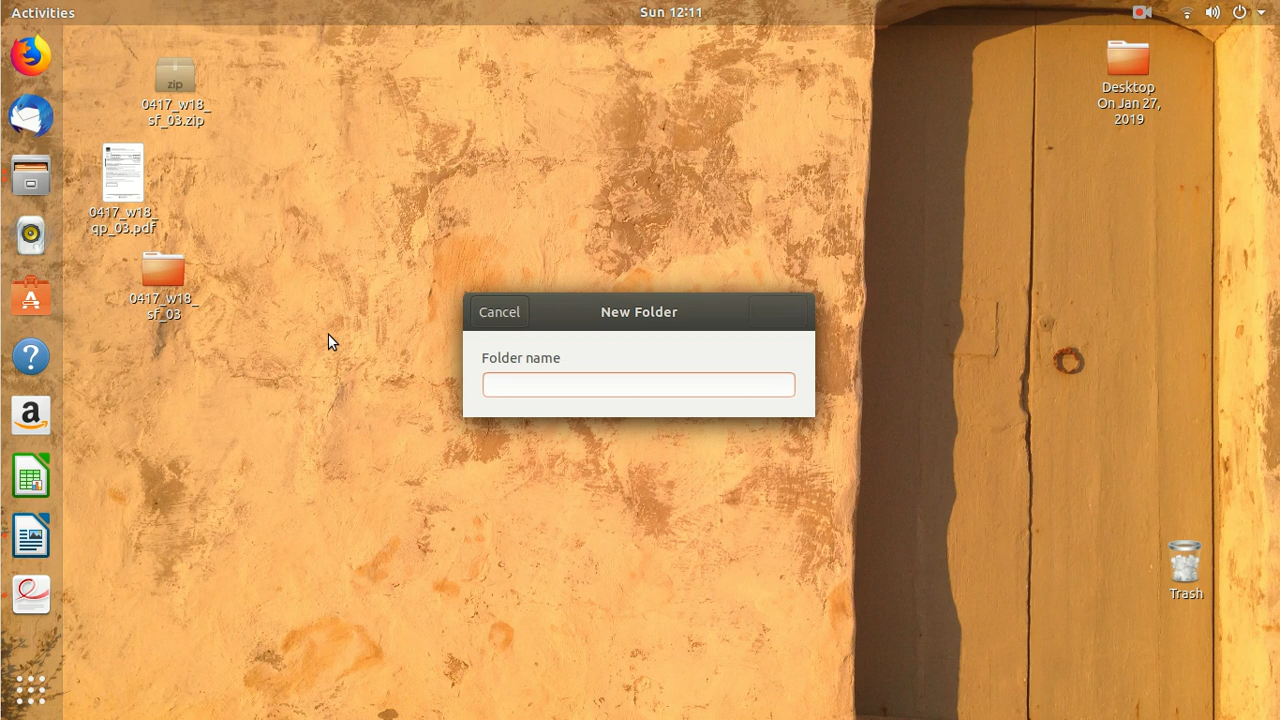 Activities
Sun 12:11
zip
0417_w18_
sf_03.zip
0417_w18_
qp_03.pdf
0417_w18_
sf_03
Desktop
On Jan 27,
2019
Cancel
New Folder
Folder name
Trash